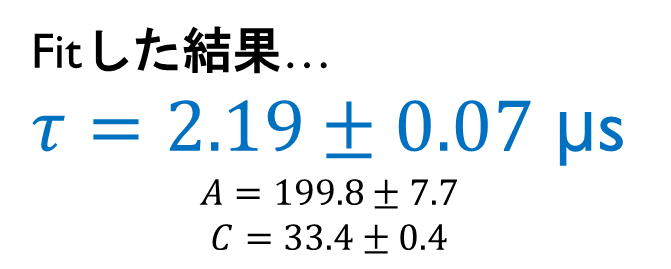 Fitした結果…
τ = 2.19 ± 0.07 μs
A = 199.8 ± 7.7
C = 33.4 ± 0.4